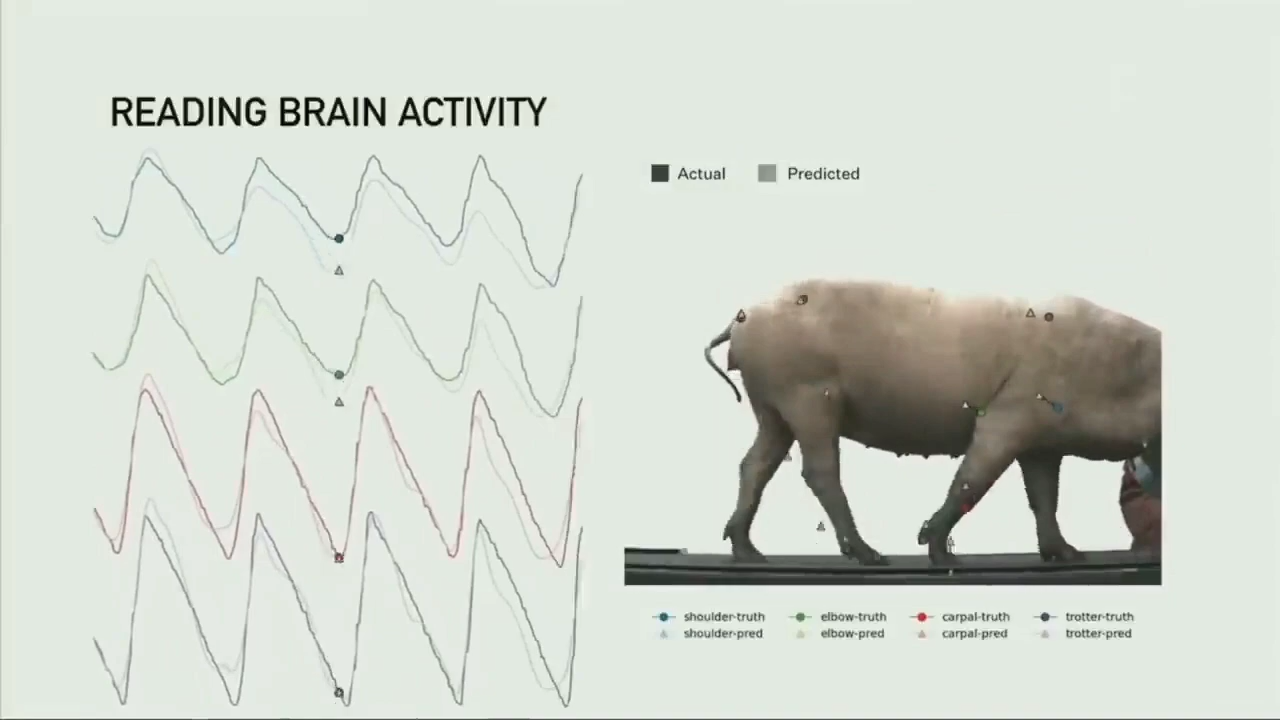 READING BRAIN ACTIVITY
Actual Predicted
shoulder-truth elbow-truth carpal-truth trotter-truth
shoulder-pred elbow-pred carpal-pred trotter-pred